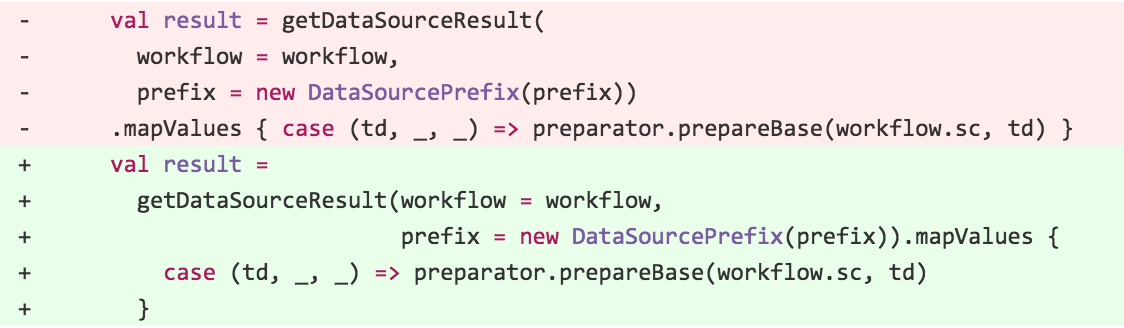 -      val result = getDataSourceResult(
-        workflow = workflow,
-        prefix = new DataSourcePrefix(prefix))
-      .mapValues { case (td, _, _) => preparator.prepareBase(workflow.sc, td) }
+      val result =
+        getDataSourceResult(workflow = workflow,
+                            prefix = new DataSourcePrefix(prefix)).mapValues {
+          case (td, _, _) => preparator.prepareBase(workflow.sc, td)
+        }